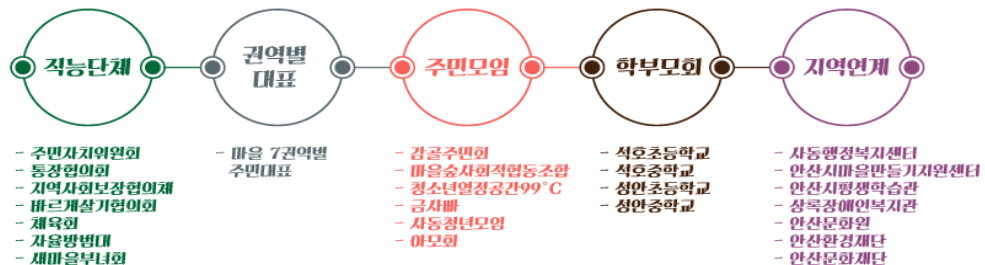 직능단체
권역별
대표
주민모임
학부모회
지역연계
- 주민자치위원회
- 통장협의회
- 지역사회보장협의체
- 바르게살기협의회
- 체육회
- 자율방범대
- 새마을부녀회
- 마을 7권역별
주민대표
- 감골주민회
- 마을숲사회적협동조합
- 청소년열정공간99°C
- 금사빠
- 사동청년모임
- 아모회
- 석호초등학교
- 석호중학교
- 성안초등학교
- 성안중학교
- 사동행정복지센터
- 안산시마을만들기지원센터
- 안산시평생학습관
- 상록장애인복지관
- 안산문화원
- 안산환경재단
- 안산문화재단